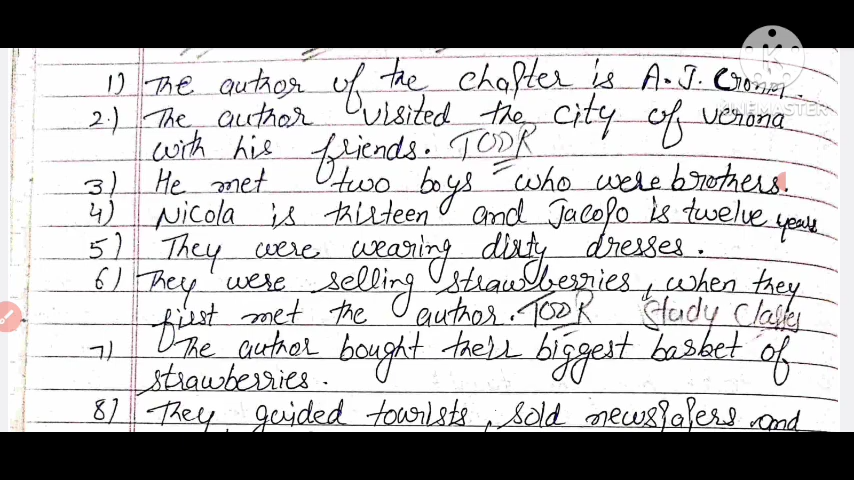 KINEMASTER
1) The author of the chapter is A.J. Cronin.
2.) The author visited the city of verona
with his friends. TODR
3) He met two boys who were brothers.
4) Nicola is thirteen and Jacopo is twelve years
5) They were wearing dirty dresses.
6) They were selling strawberries, when they
first met the author. TODR Study Classes
7) The author bought their biggest basket of
strawberries.
8) They guided tourists, sold newspapers and